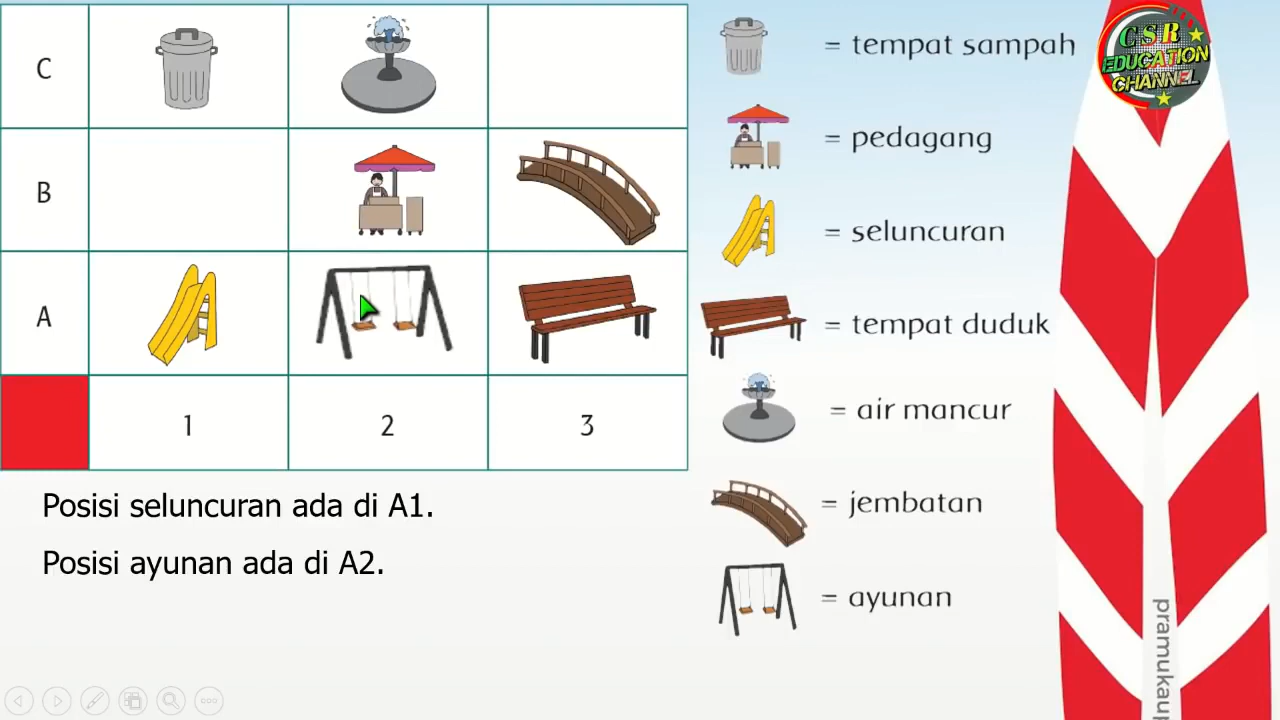 C
B
A
1 2 3
Posisi seluncuran ada di A1.
Posisi ayunan ada di A2.
= tempat sampah
= pedagang
= seluncuran
= tempat duduk
= air mancur
= jembatan
= ayunan
CSR
EDUCATION
CHANNEL
pramukaup